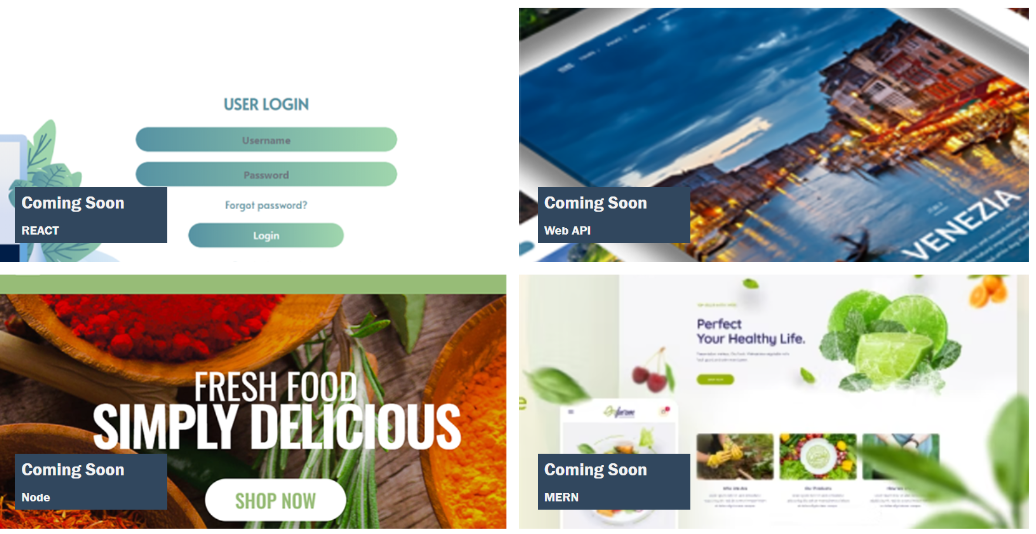 USER LOGIN
Username
Password
Forgot password?
Login
Coming Soon
REACT
VENEZIA
Coming Soon
Web API
FRESH FOOD
SIMPLY DELICIOUS
SHOP NOW
Coming Soon
Node
Perfect
Your Healthy Life.
Coming Soon
MERN